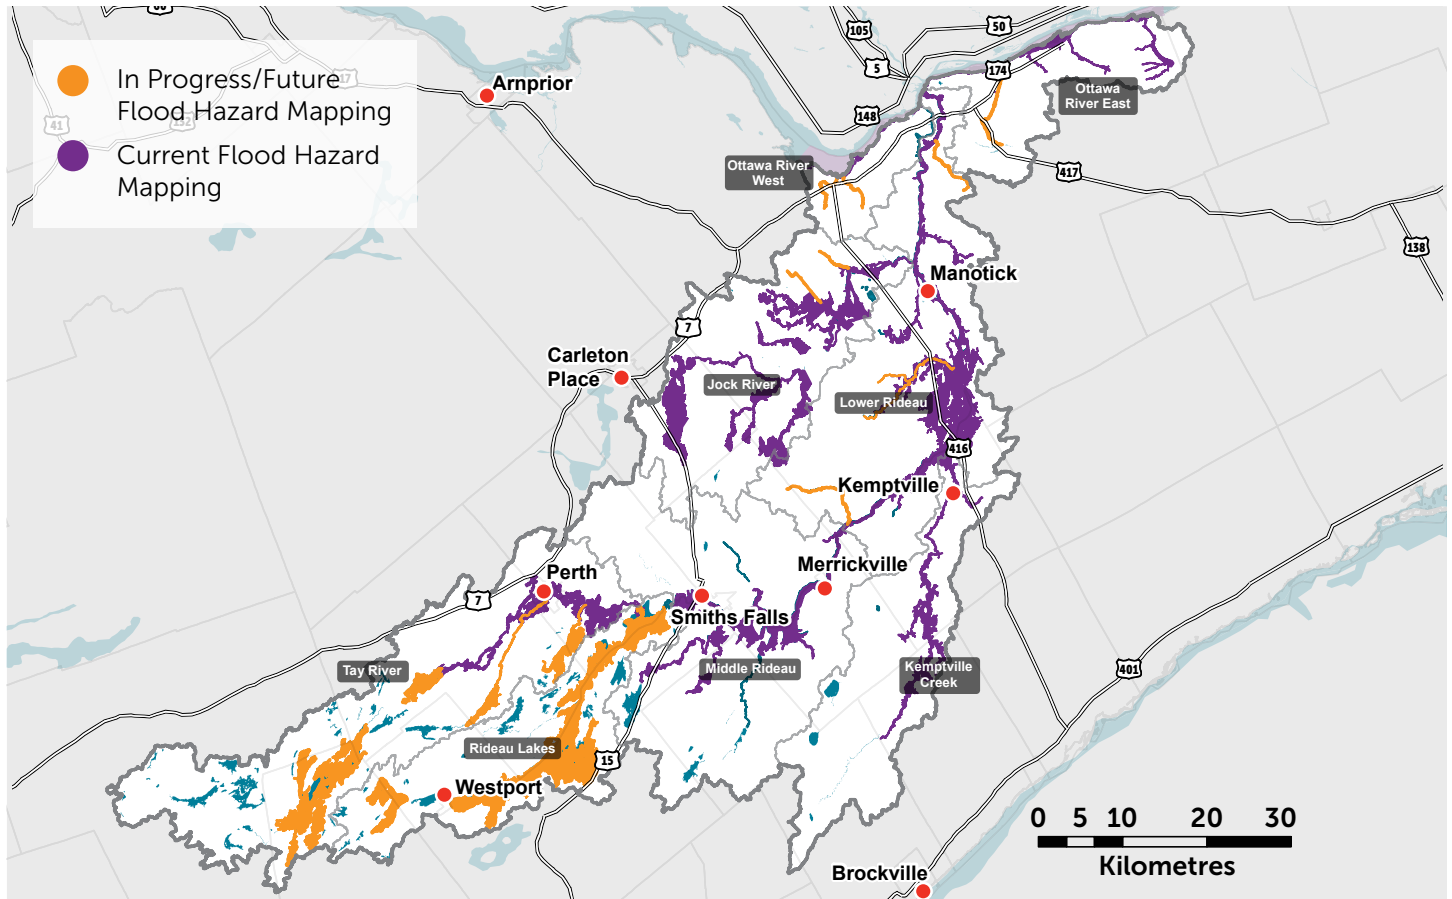 In Progress/Future
Flood Hazard Mapping
Current Flood Hazard
Mapping
17
41
132
Arnprior
105
50
5
148
174
Ottawa
River East
Ottawa River
West
417
138
Manotick
7
Carleton
Place
Jock River
Lower Rideau
416
Kemptville
Perth
7
Merrickville
Smiths Falls
Tay River
Middle Rideau
Kemptville
Creek
401
Rideau Lakes
15
Westport
0 5 10 20 30
Kilometres
Brockville